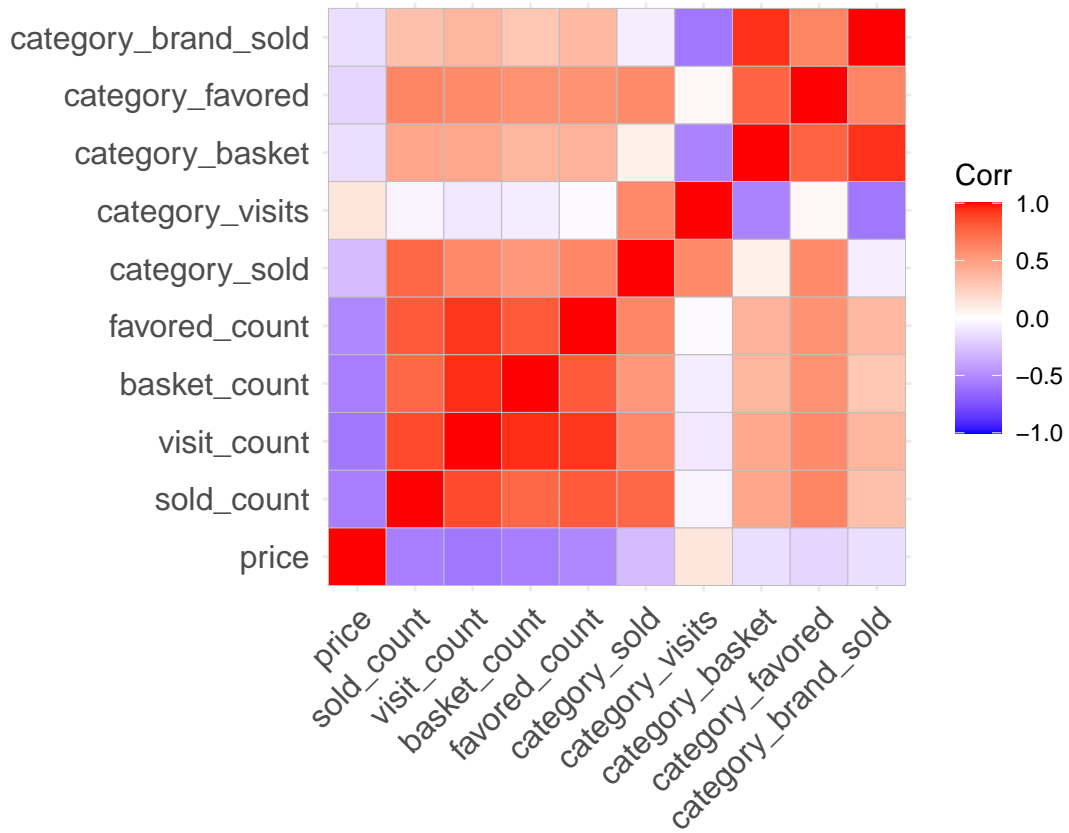 category_brand_sold
category_favored
category_basket
category_visits
category_sold
favored_count
basket_count
visit_count
sold_count
price
price
sold_count
visit_count
basket_count
favored_count
category_sold
category_visits
category_basket
category_favored
category_brand_sold
Corr
1.0
0.5
0.0
−0.5
−1.0